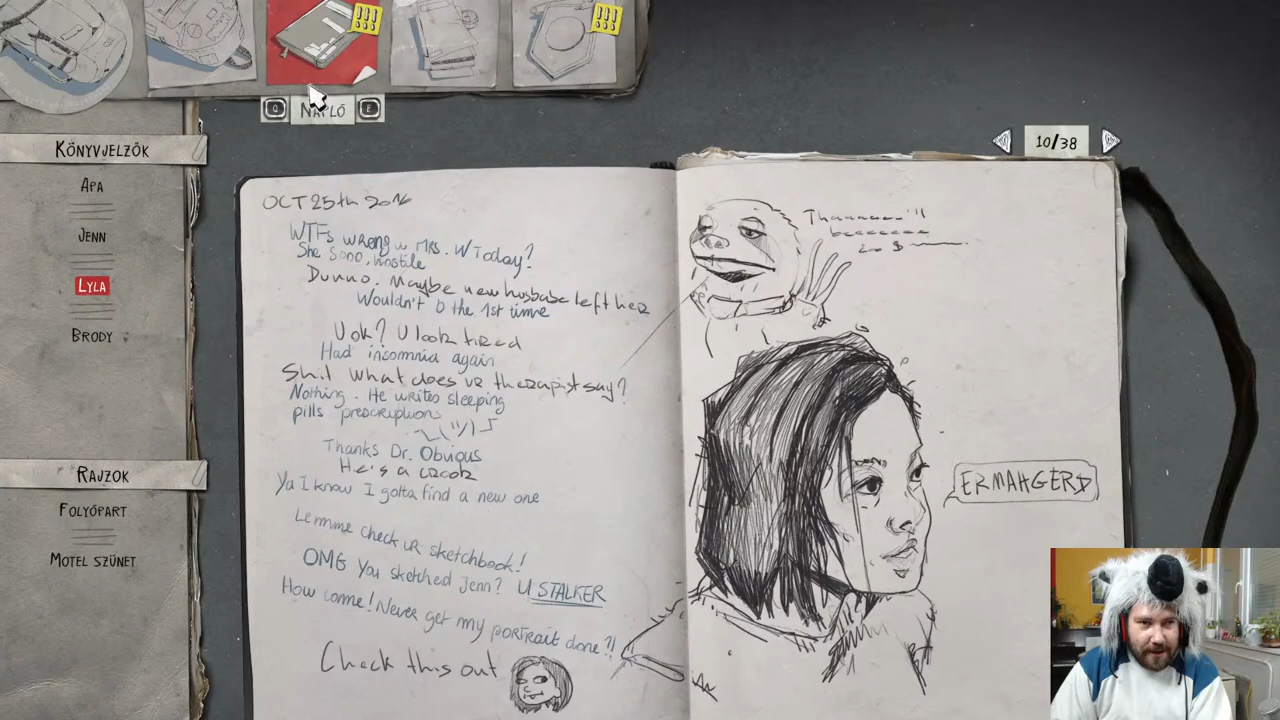 Q NAPLÓ E
KÖNYVJELZŐK
APA
JENN
LYLA
BRODY
RAJZOK
FOLYÓPART
MOTEL SZÜNET
10/38
OCT 25th 2016
WTFs wrong w MRS. W Today?
She sooo hostile
Dunno. Maybe new husbabe left her
Wouldn't b the 1st time
U ok? U look tired
Had insomnia again
Shit what does ur therapist say?
Nothing. He writes sleeping
pills prescriptions
Thanks Dr. Obvious
He's a crook
Ya I know I gotta find a new one
Lemme check UR sketchbook!
OMG You sketched Jenn? U STALKER
How come! Never get my portrait done?!
Check this out
ERMAHGERD